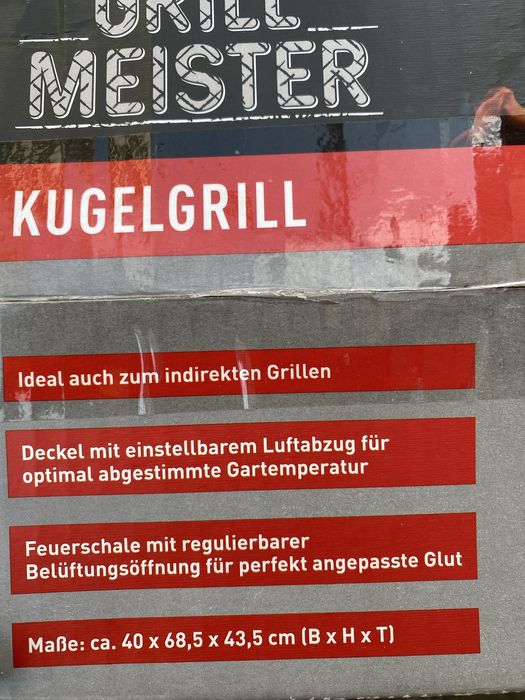 GRILL
MEISTER
KUGELGRILL
Ideal auch zum indirekten Grillen
Deckel mit einstellbarem Luftabzug für
optimal abgestimmte Gartemperatur
Feuerschale mit regulierbarer
Belüftungsöffnung für perfekt angepasste Glut
Maße: ca. 40 x 68,5 x 43,5 cm (B x H x T)